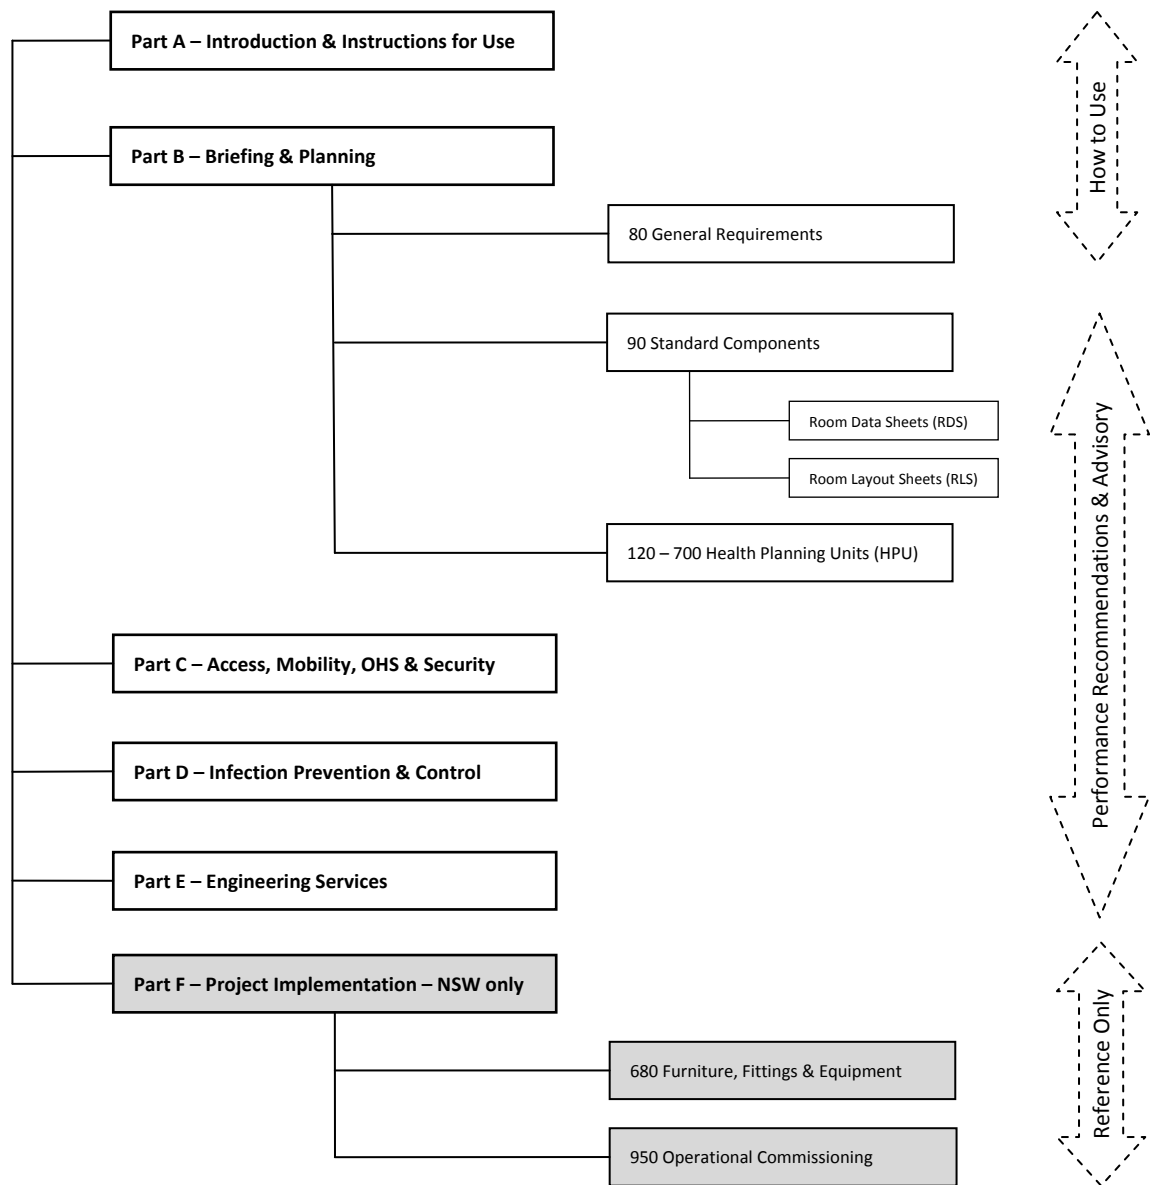 Part A – Introduction & Instructions for Use
Part B – Briefing & Planning
80 General Requirements
90 Standard Components
Room Data Sheets (RDS)
Room Layout Sheets (RLS)
120 – 700 Health Planning Units (HPU)
Part C – Access, Mobility, OHS & Security
Part D – Infection Prevention & Control
Part E – Engineering Services
Part F – Project Implementation – NSW only
680 Furniture, Fittings & Equipment
950 Operational Commissioning
How to Use
Performance Recommendations & Advisory
Reference Only